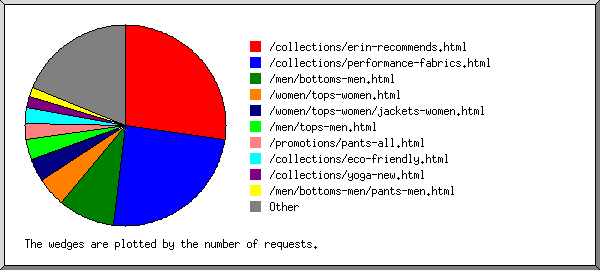 /collections/erin-recommends.html
/collections/performance-fabrics.html
/men/bottoms-men.html
/women/tops-women.html
/women/tops-women/jackets-women.html
/men/tops-men.html
/promotions/pants-all.html
/collections/eco-friendly.html
/collections/yoga-new.html
/men/bottoms-men/pants-men.html
Other
The wedges are plotted by the number of requests.